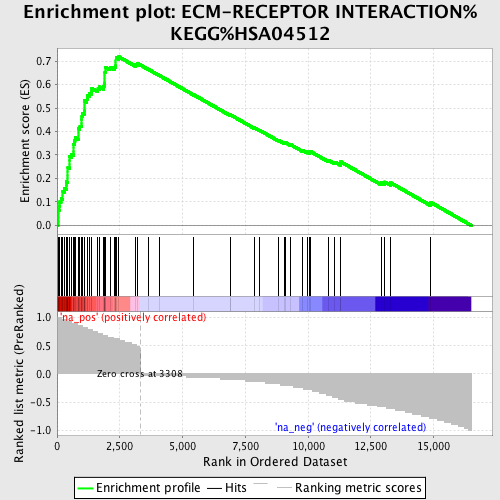 Enrichment plot: ECM-RECEPTOR INTERACTION%
KEGG%HSA04512
Enrichment score (ES)
0.7
0.6
0.5
0.4
0.3
0.2
0.1
0.0
Ranked list metric (PreRanked)
1.0
0.5
0.0
-0.5
-1.0
'na_pos' (positively correlated)
Zero cross at 3308
'na_neg' (negatively correlated)
0 2,500 5,000 7,500 10,000 12,500 15,000
Rank in Ordered Dataset
Enrichment profile Hits Ranking metric scores